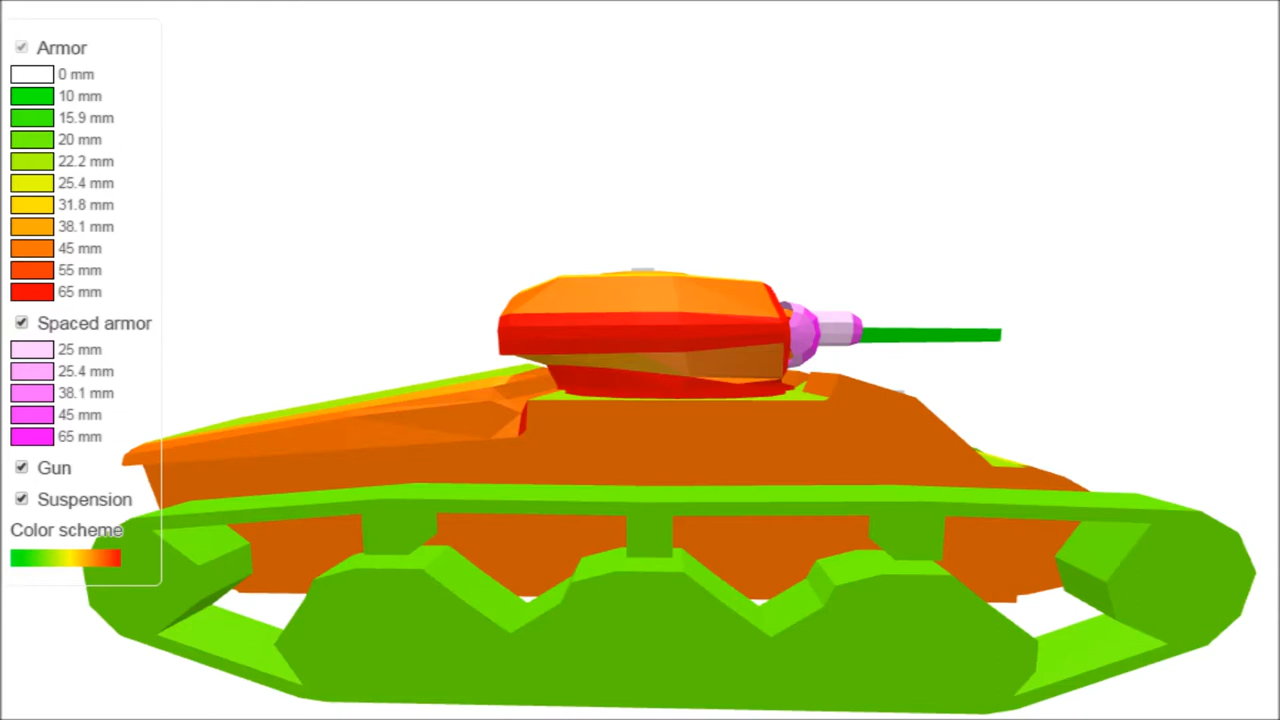 Armor
0 mm
10 mm
15.9 mm
20 mm
22.2 mm
25.4 mm
31.8 mm
38.1 mm
45 mm
55 mm
65 mm
Spaced armor
25 mm
25.4 mm
38.1 mm
45 mm
65 mm
Gun
Suspension
Color scheme